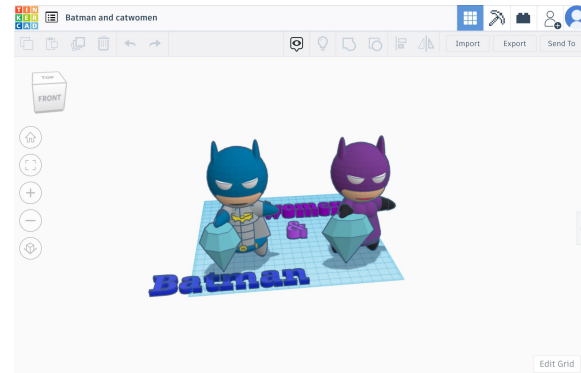 TIN
KER
CAD
Batman and catwomen
Import
Export
Send To
TOP
FRONT
women
&
Batman
Edit Grid